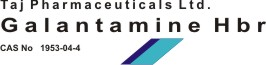 Taj Pharmaceuticals Ltd.
Galantamine Hbr
CAS No 1953-04-4